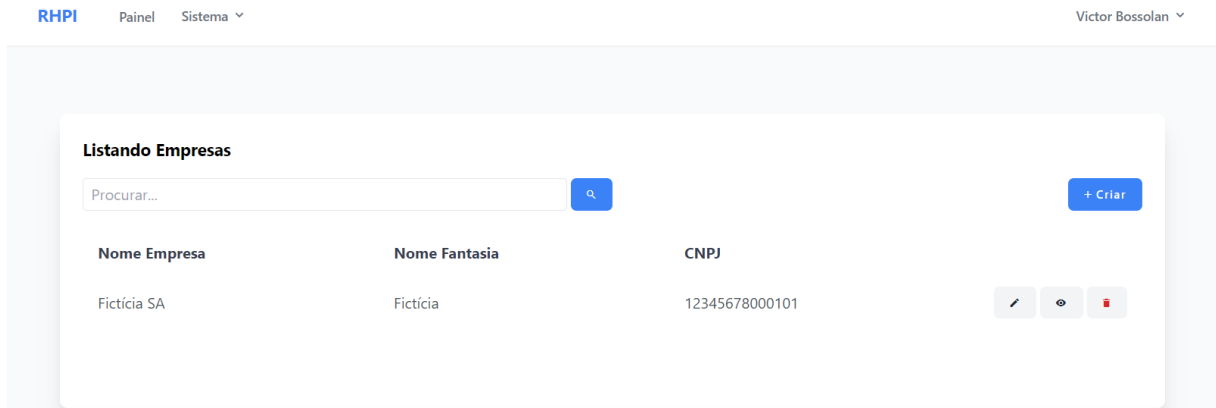 RHPI Painel Sistema Victor Bossolan
Listando Empresas
Procurar...
+ Criar
Nome Empresa Nome Fantasia CNPJ
Fictícia SA Fictícia 12345678000101